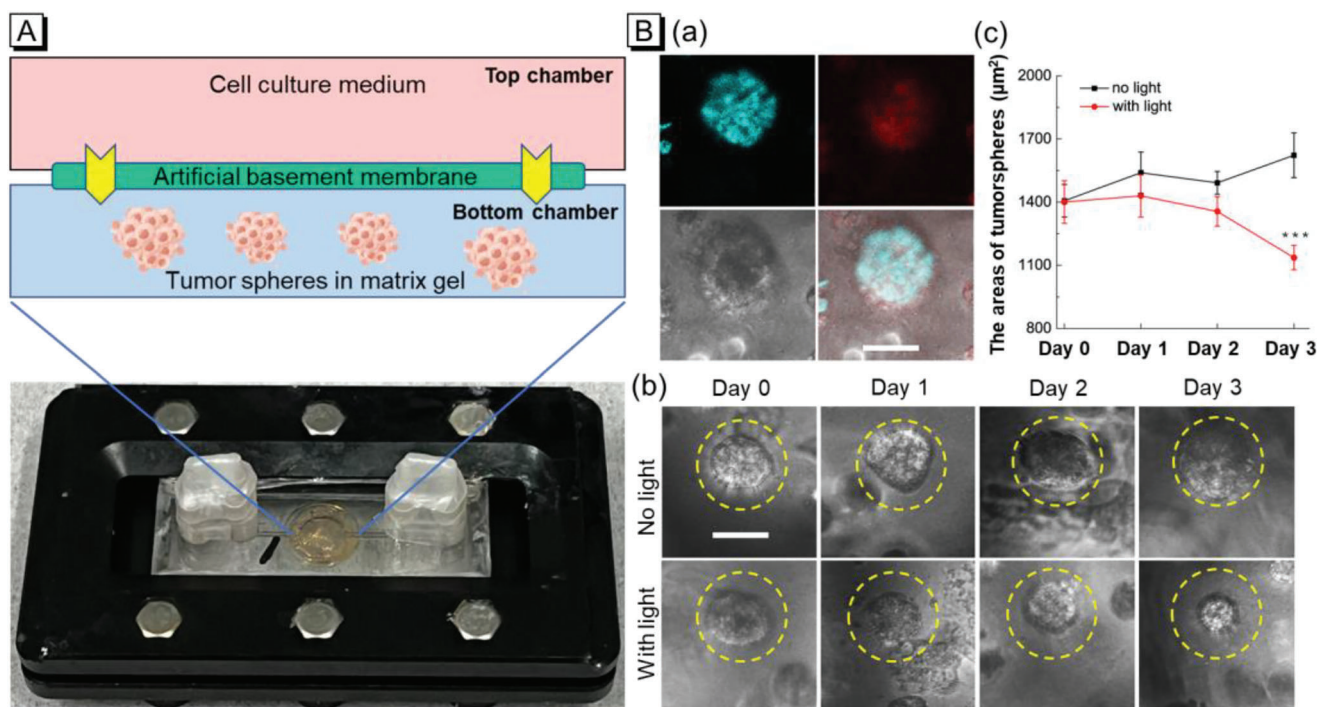 A
Cell culture medium
Top chamber
Artificial basement membrane
Bottom chamber
Tumor spheres in matrix gel
B
(a)
(c)
The areas of tumorspheres (μm²)
2000
1700
1400
1100
800
no light
with light
***
Day 0
Day 1
Day 2
Day 3
(b)
Day 0
Day 1
Day 2
Day 3
No light
With light